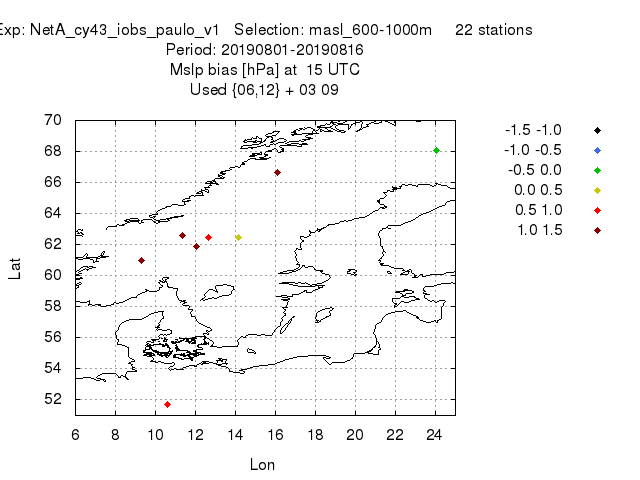 Exp: NetA_cy43_iobs_paulo_v1 Selection: masl_600-1000m 22 stations
Period: 20190801-20190816
Mslp bias [hPa] at 15 UTC
Used {06,12} + 03 09
70
68
66
64
62
60
58
56
54
52
Lat
6 8 10 12 14 16 18 20 22 24
Lon
-1.5 -1.0
-1.0 -0.5
-0.5 0.0
0.0 0.5
0.5 1.0
1.0 1.5